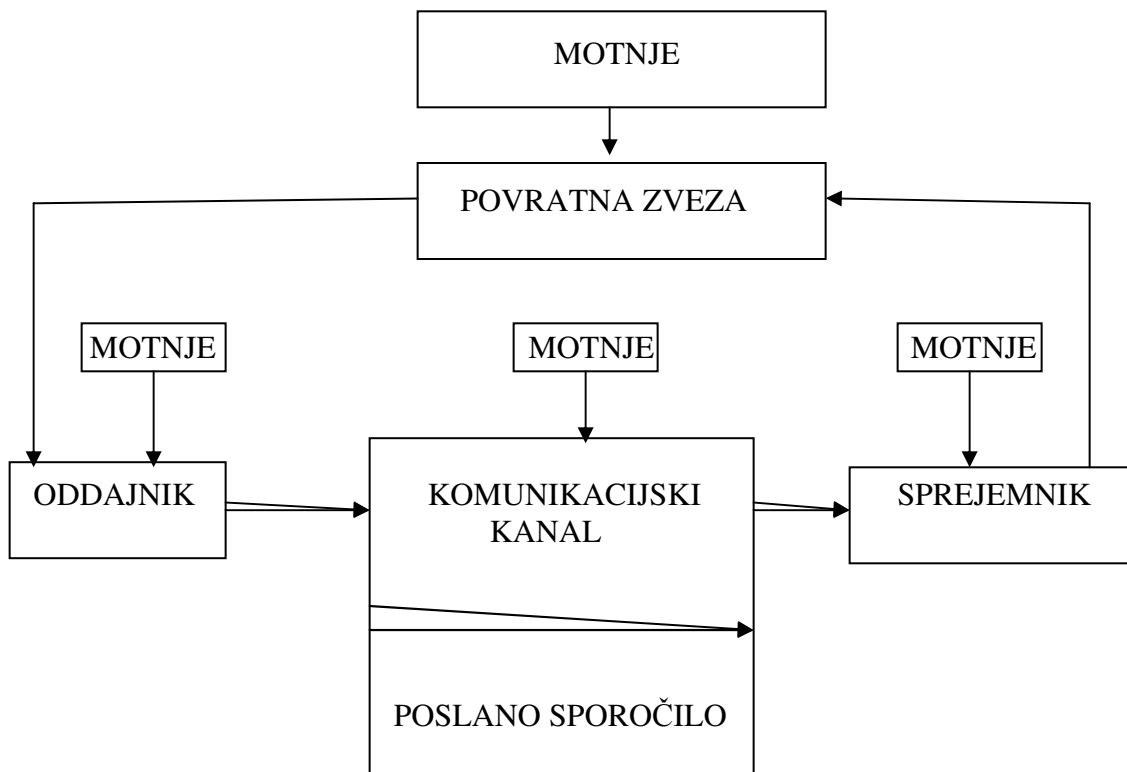 MOTNJE
POVRATNA ZVEZA
MOTNJE
MOTNJE
MOTNJE
ODDAJNIK
KOMUNIKACIJSKI
KANAL
SPREJEMNIK
POSLANO SPOROČILO